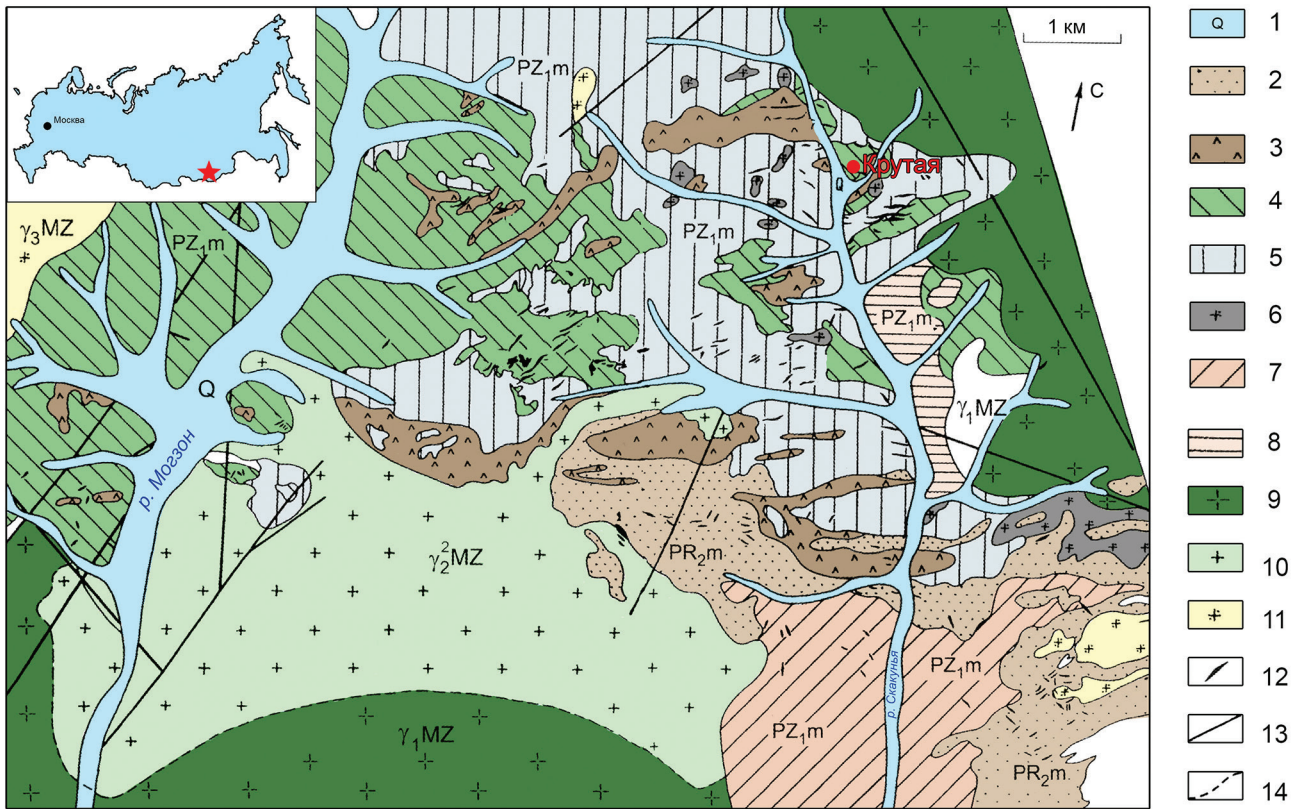 Москва
1 км
С
Q 1
2
3
4
5
6
7
8
9
10
11
12
13
14
PZ₁m
Крутая
Q
γ₃MZ
PZ₁m
PZ₁m
PZ₁m
γ₁MZ
Q
р. Могзон
γ₂²MZ
PR₂m
р. Скакунья
PZ₁m
PZ₁m
γ₁MZ
PR₂m